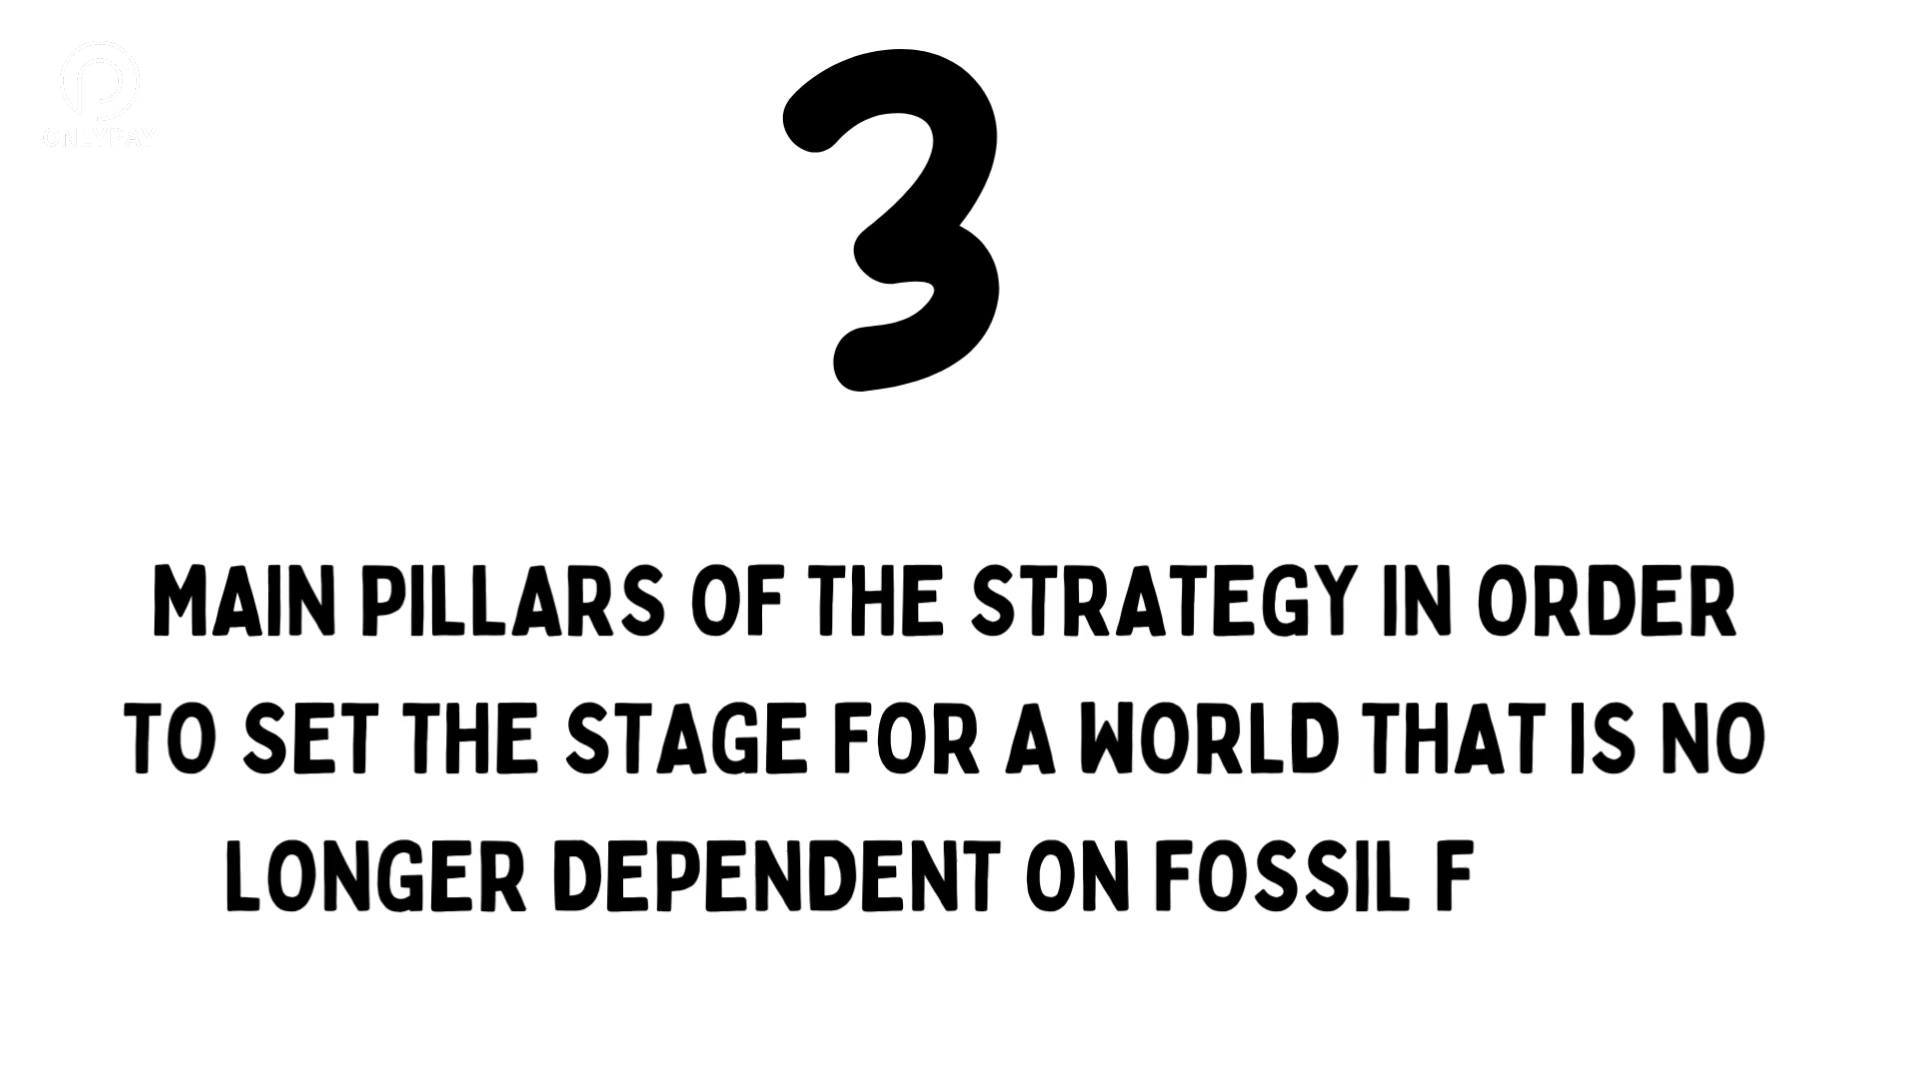 ONLYPAY
3
MAIN PILLARS OF THE STRATEGY IN ORDER
TO SET THE STAGE FOR A WORLD THAT IS NO
LONGER DEPENDENT ON FOSSIL F